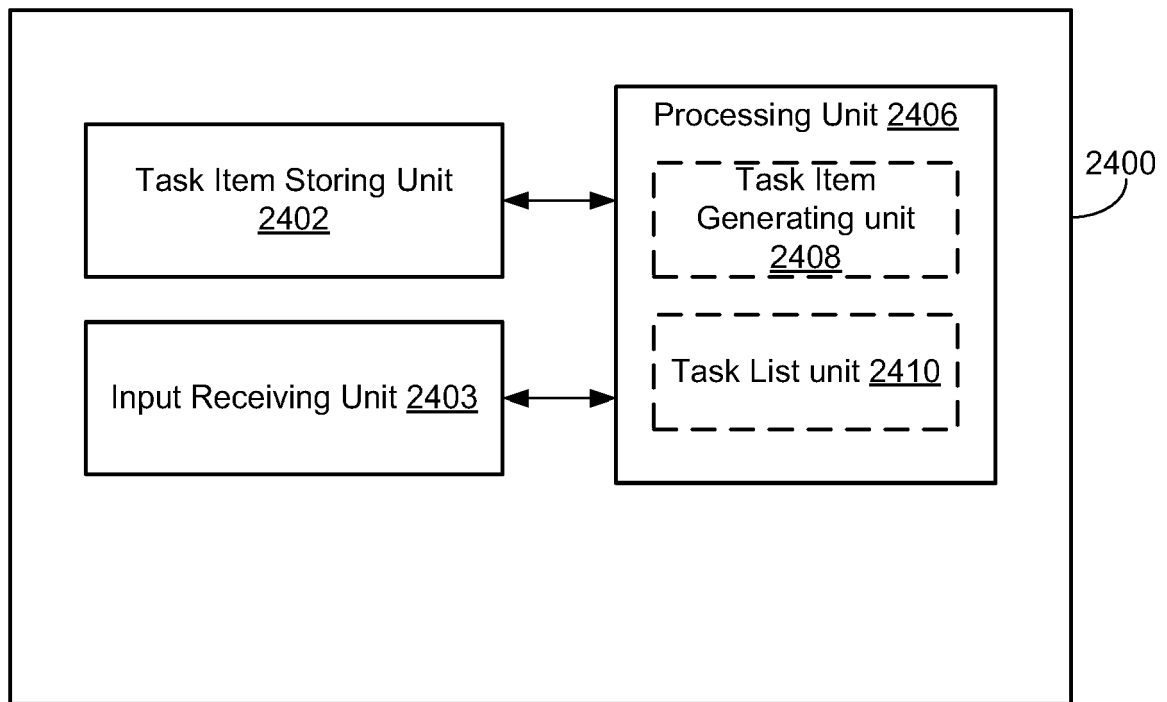 Task Item Storing Unit
2402
Input Receiving Unit 2403
Processing Unit 2406
Task Item
Generating unit
2408
Task List unit 2410
2400